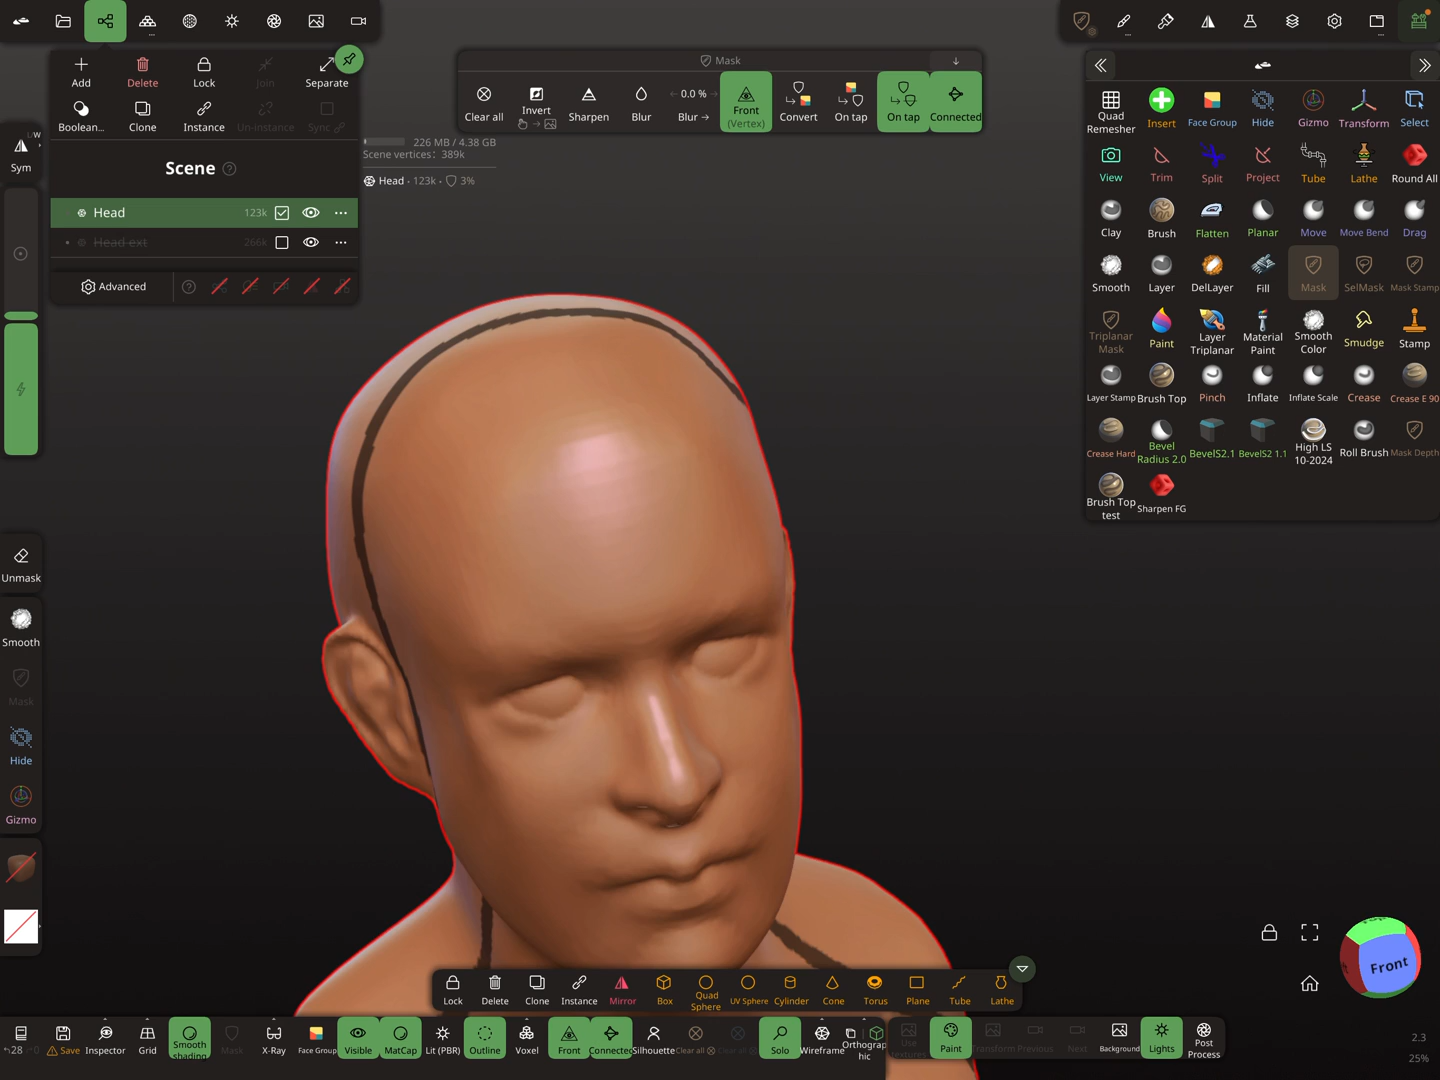 Add
Delete
Lock
Join
Separate
Boolean...
Clone
Instance
Un-instance
Sync
Scene
Head 123k
Head ext 266k
Advanced
Mask
Clear all
Invert
Sharpen
Blur
0.0 %
Blur
Front
(Vertex)
Convert
On tap
On tap
Connected
226 MB / 4.38 GB
Scene vertices: 389k
Head • 123k • 3%
L/W
Sym
Unmask
Smooth
Mask
Hide
Gizmo
Quad Remesher
Insert
Face Group
Hide
Gizmo
Transform
Select
View
Trim
Split
Project
Tube
Lathe
Round All
Clay
Brush
Flatten
Planar
Move
Move Bend
Drag
Smooth
Layer
DelLayer
Fill
Mask
SelMask
Mask Stamp
Triplanar Mask
Paint
Layer Triplanar
Material Paint
Smooth Color
Smudge
Stamp
Layer Stamp
Brush Top
Pinch
Inflate
Inflate Scale
Crease
Crease E 90
Crease Hard
Bevel Radius 2.0
BevelS2.1
BevelS2 1.1
High LS 10-2024
Roll Brush
Mask Depth
Brush Top test
Sharpen FG
Front
Lock
Delete
Clone
Instance
Mirror
Box
Quad Sphere
UV Sphere
Cylinder
Cone
Torus
Plane
Tube
Lathe
28
0
Save
Inspector
Grid
Smooth shading
Mask
X-Ray
Face Group
Visible
MatCap
Lit (PBR)
Outline
Voxel
Front
Connected
Silhouette
Clear all
Clear all
Solo
Wireframe
Orthographic
Use textures
Paint
Transform
Previous
Next
Background
Lights
Post Process
2.3
25%